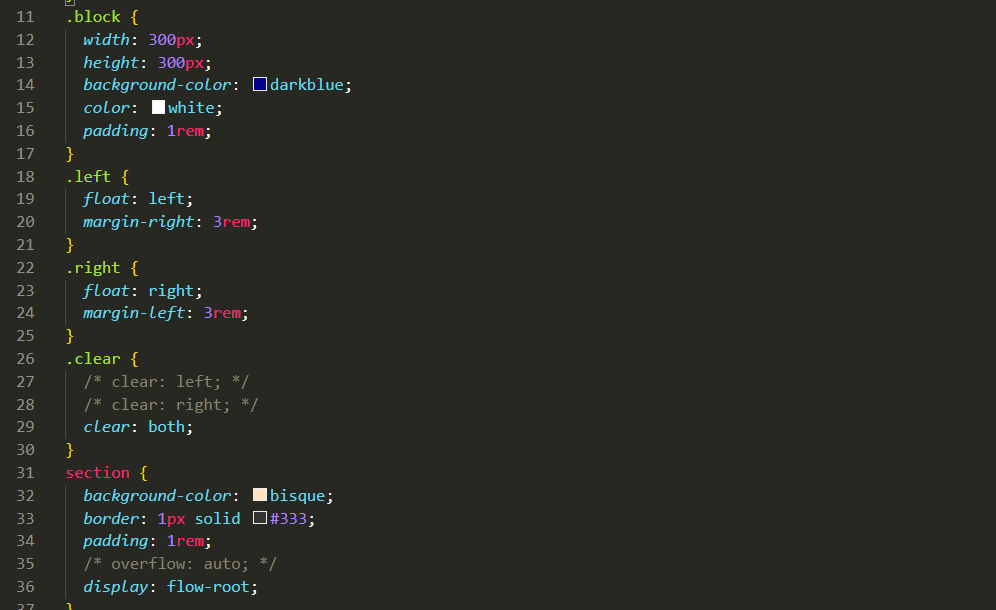 }
11 .block {
12 width: 300px;
13 height: 300px;
14 background-color: darkblue;
15 color: white;
16 padding: 1rem;
17 }
18 .left {
19 float: left;
20 margin-right: 3rem;
21 }
22 .right {
23 float: right;
24 margin-left: 3rem;
25 }
26 .clear {
27 /* clear: left; */
28 /* clear: right; */
29 clear: both;
30 }
31 section {
32 background-color: bisque;
33 border: 1px solid #333;
34 padding: 1rem;
35 /* overflow: auto; */
36 display: flow-root;
37 }